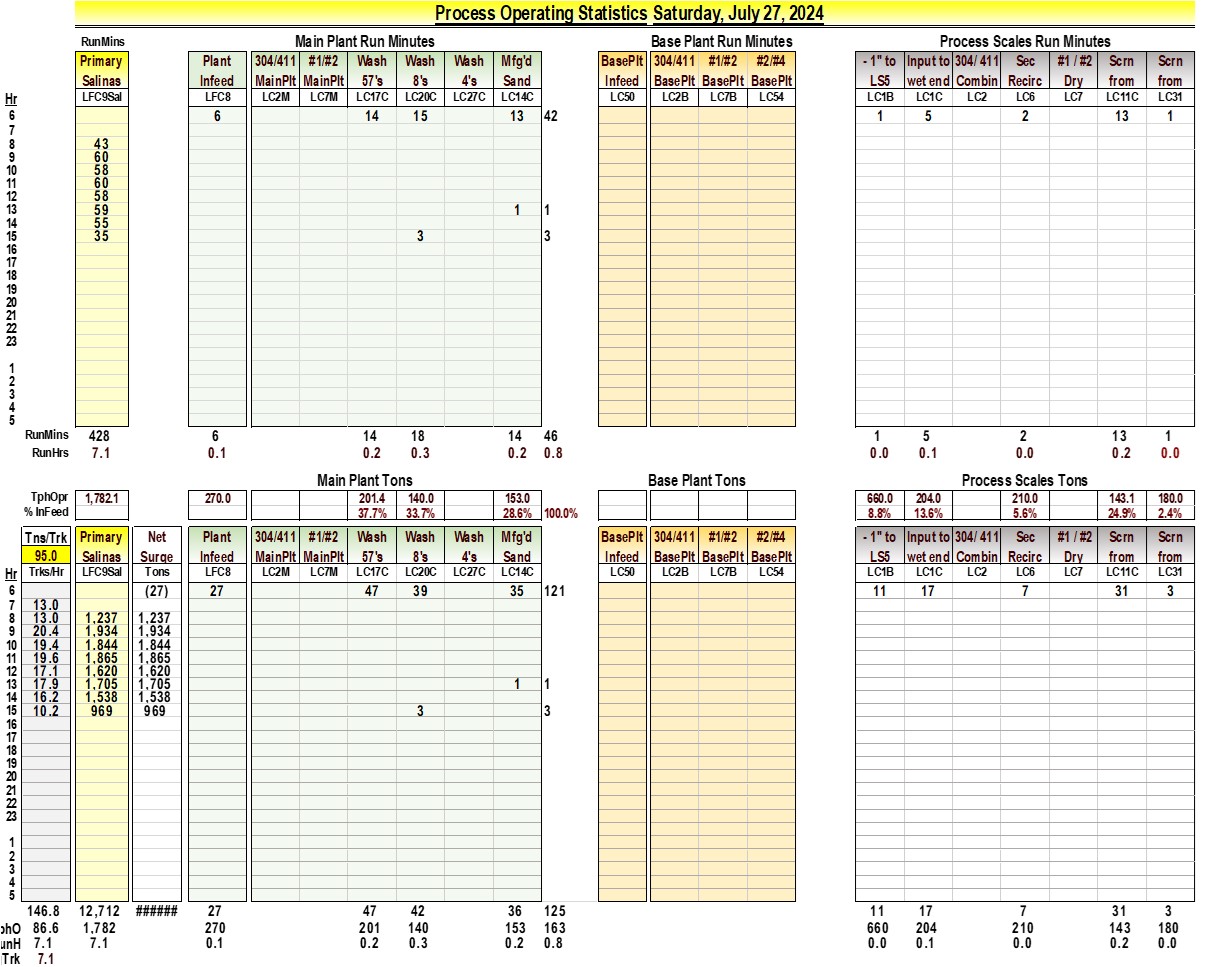 Process Operating Statistics Saturday, July 27, 2024
RunMins Main Plant Run Minutes Base Plant Run Minutes Process Scales Run Minutes
Primary Plant 304/411 #1/#2 Wash Wash Wash Mfg'd BasePlt 304/411 #1/#2 #2/#4 - 1" to Input to 304/ 411 Sec #1 / #2 Scrn Scrn
Salinas Infeed MainPlt MainPlt 57's 8's 4's Sand Infeed BasePlt BasePlt BasePlt LS5 wet end Combin Recirc Dry from from
Hr LFC9Sal LFC8 LC2M LC7M LC17C LC20C LC27C LC14C LC50 LC2B LC7B LC54 LC1B LC1C LC2 LC6 LC7 LC11C LC31
6 6 14 15 13 42 1 5 2 13 1
7
8 43
9 60
10 58
11 60
12 58
13 59 1 1
14 55
15 35 3 3
16
17
18
19
20
21
22
23
1
2
3
4
5
RunMins 428 6 14 18 14 46 1 5 2 13 1
RunHrs 7.1 0.1 0.2 0.3 0.2 0.8 0.0 0.1 0.0 0.2 0.0
Main Plant Tons Base Plant Tons Process Scales Tons
TphOpr 1,782.1 270.0 201.4 140.0 153.0 660.0 204.0 210.0 143.1 180.0
% InFeed 37.7% 33.7% 28.6% 100.0% 8.8% 13.6% 5.6% 24.9% 2.4%
Tns/Trk Primary Net Plant 304/411 #1/#2 Wash Wash Wash Mfg'd BasePlt 304/411 #1/#2 #2/#4 - 1" to Input to 304/ 411 Sec #1 / #2 Scrn Scrn
95.0 Salinas Surge Infeed MainPlt MainPlt 57's 8's 4's Sand Infeed BasePlt BasePlt BasePlt LS5 wet end Combin Recirc Dry from from
Hr Trks/Hr LFC9Sal Tons LFC8 LC2M LC7M LC17C LC20C LC27C LC14C LC50 LC2B LC7B LC54 LC1B LC1C LC2 LC6 LC7 LC11C LC31
6 (27) 27 47 39 35 121 11 17 7 31 3
7 13.0
8 13.0 1,237 1,237
9 20.4 1,934 1,934
10 19.4 1,844 1,844
11 19.6 1,865 1,865
12 17.1 1,620 1,620
13 17.9 1,705 1,705 1 1
14 16.2 1,538 1,538
15 10.2 969 969 3 3
16
17
18
19
20
21
22
23
1
2
3
4
5
146.8 12,712 ###### 27 47 42 36 125 11 17 7 31 3
phO 86.6 1,782 270 201 140 153 163 660 204 210 143 180
unH 7.1 7.1 0.1 0.2 0.3 0.2 0.8 0.0 0.1 0.0 0.2 0.0
Trk 7.1